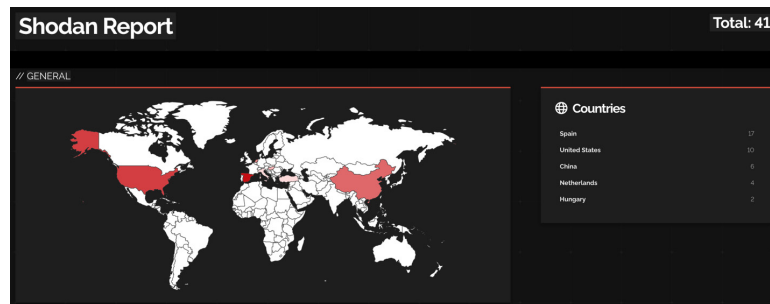 Shodan Report
Total: 41
// GENERAL
Countries
Spain 17
United States 10
China 6
Netherlands 4
Hungary 2